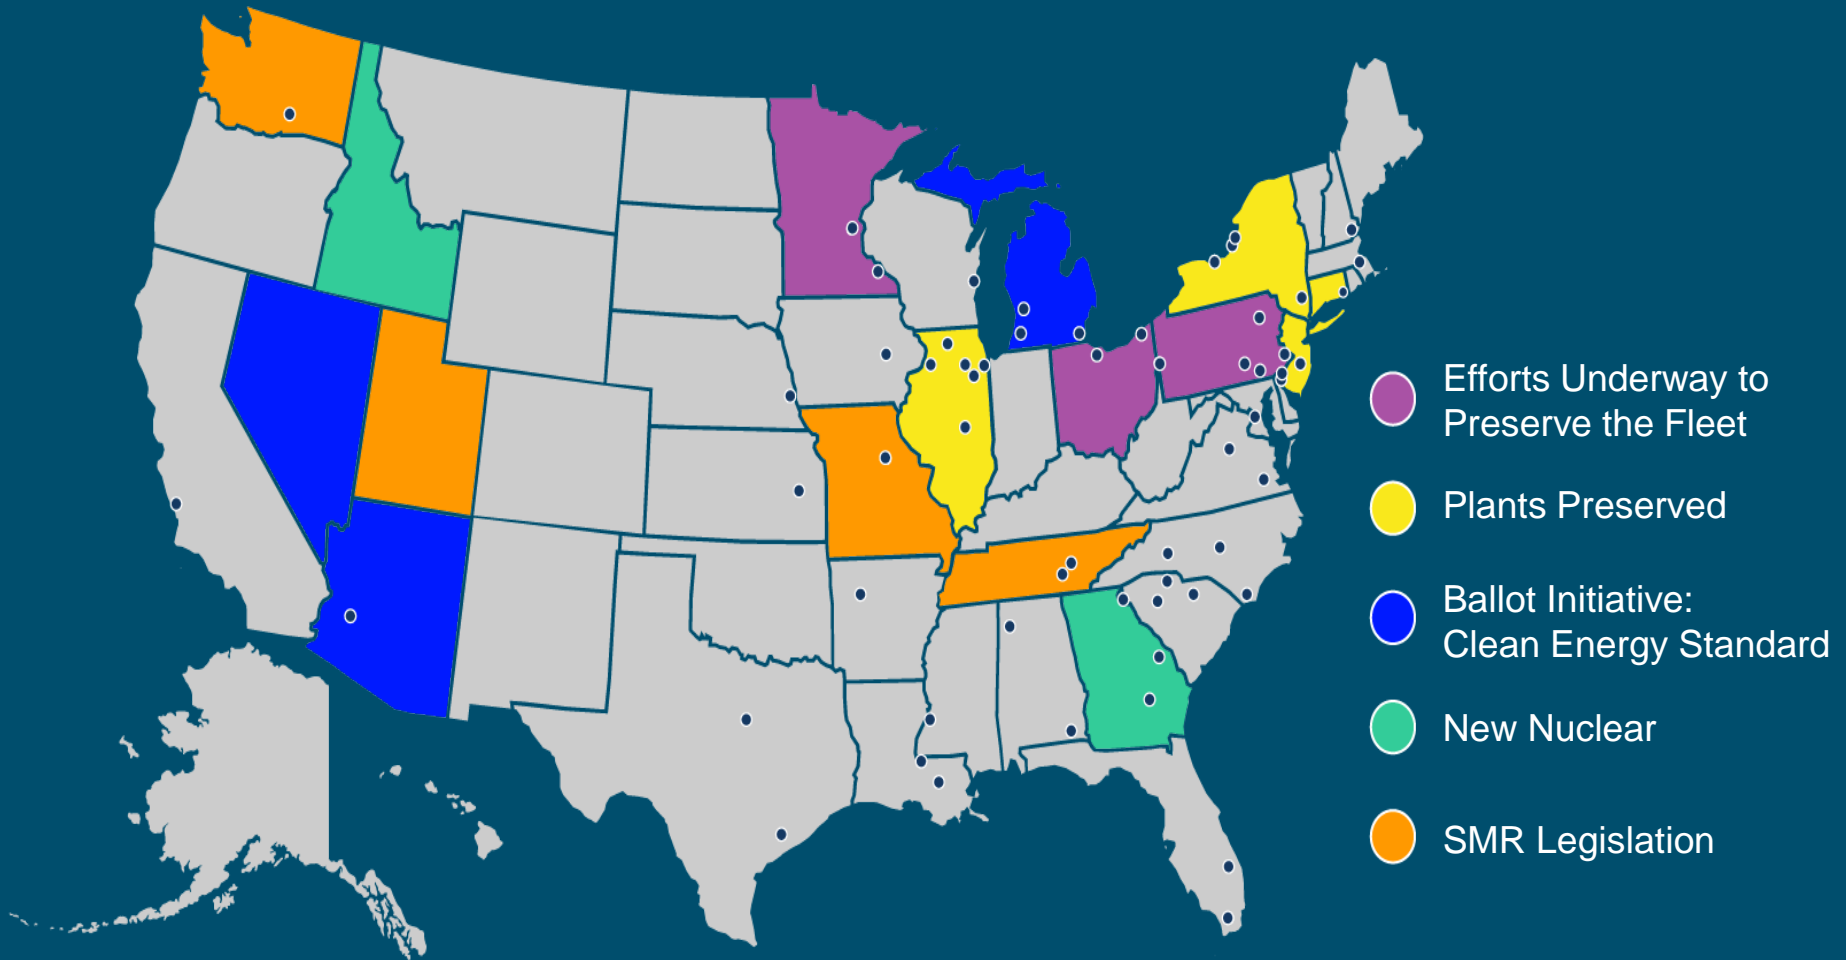 Efforts Underway to
Preserve the Fleet
Plants Preserved
Ballot Initiative:
Clean Energy Standard
New Nuclear
SMR Legislation